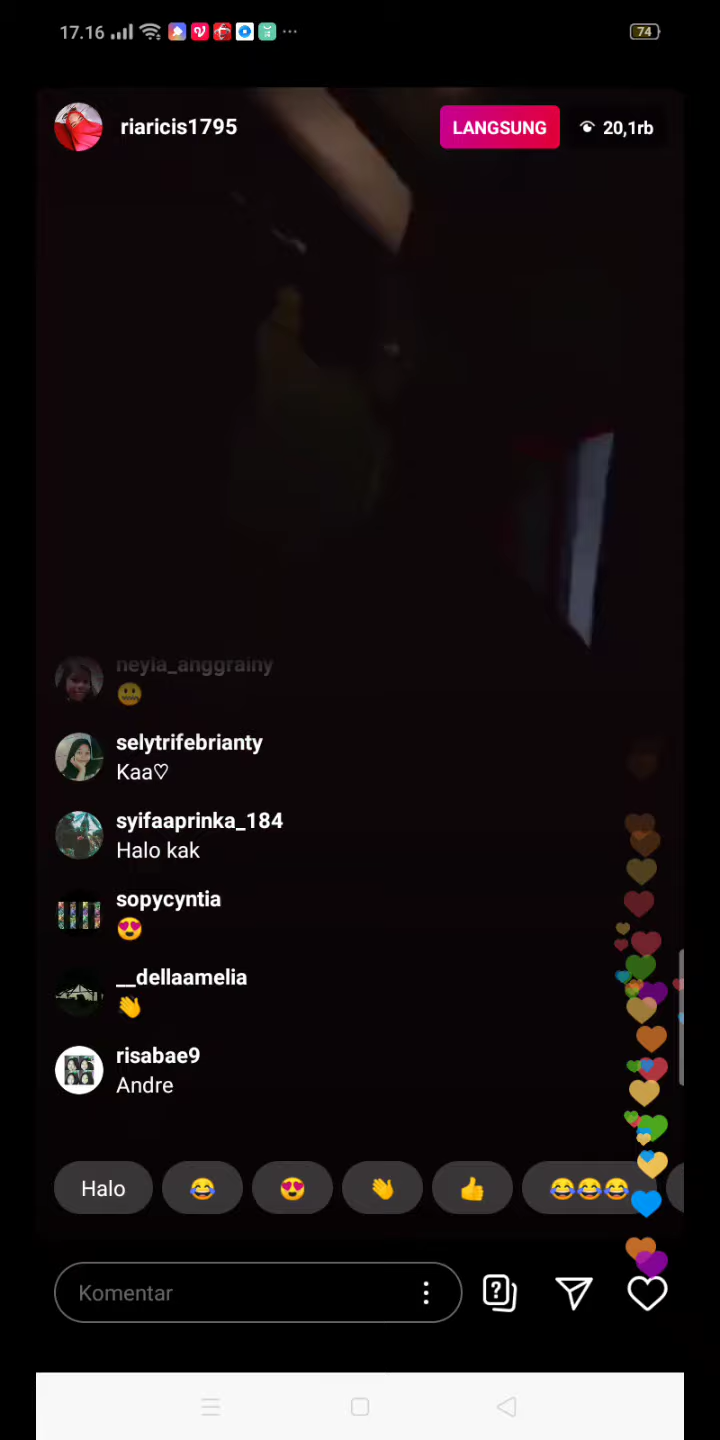 17.16
74
riaricis1795
LANGSUNG
20,1rb
neyla_anggrainy
🤐
selytrifebrianty
Kaa♡
syifaaprinka_184
Halo kak
sopycyntia
😍
__dellaamelia
👋
risabae9
Andre
Halo 😂 😍 👋 👍 😂😂😂
Komentar